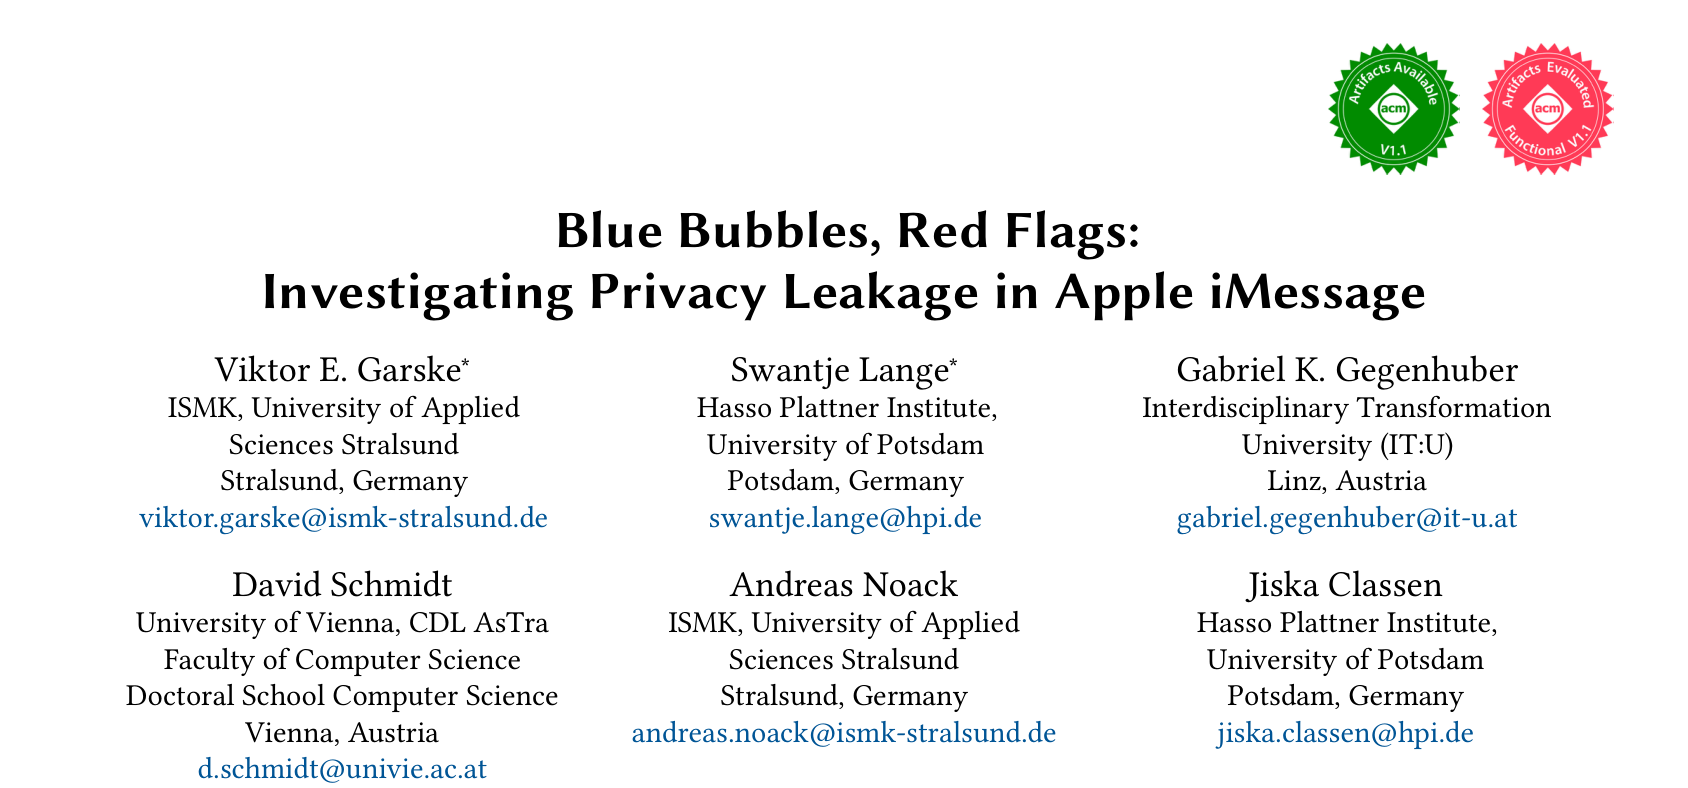 Artifacts Available
acm
V1.1
Artifacts Evaluated
acm
Functional V1.1
Blue Bubbles, Red Flags:
Investigating Privacy Leakage in Apple iMessage
Viktor E. Garske*
ISMK, University of Applied
Sciences Stralsund
Stralsund, Germany
viktor.garske@ismk-stralsund.de
Swantje Lange*
Hasso Plattner Institute,
University of Potsdam
Potsdam, Germany
swantje.lange@hpi.de
Gabriel K. Gegenhuber
Interdisciplinary Transformation
University (IT:U)
Linz, Austria
gabriel.gegenhuber@it-u.at
David Schmidt
University of Vienna, CDL AsTra
Faculty of Computer Science
Doctoral School Computer Science
Vienna, Austria
d.schmidt@univie.ac.at
Andreas Noack
ISMK, University of Applied
Sciences Stralsund
Stralsund, Germany
andreas.noack@ismk-stralsund.de
Jiska Classen
Hasso Plattner Institute,
University of Potsdam
Potsdam, Germany
jiska.classen@hpi.de